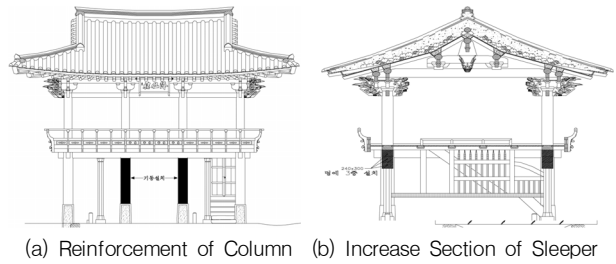 기둥설치
240x300
멍에 3중 설치
(a) Reinforcement of Column (b) Increase Section of Sleeper